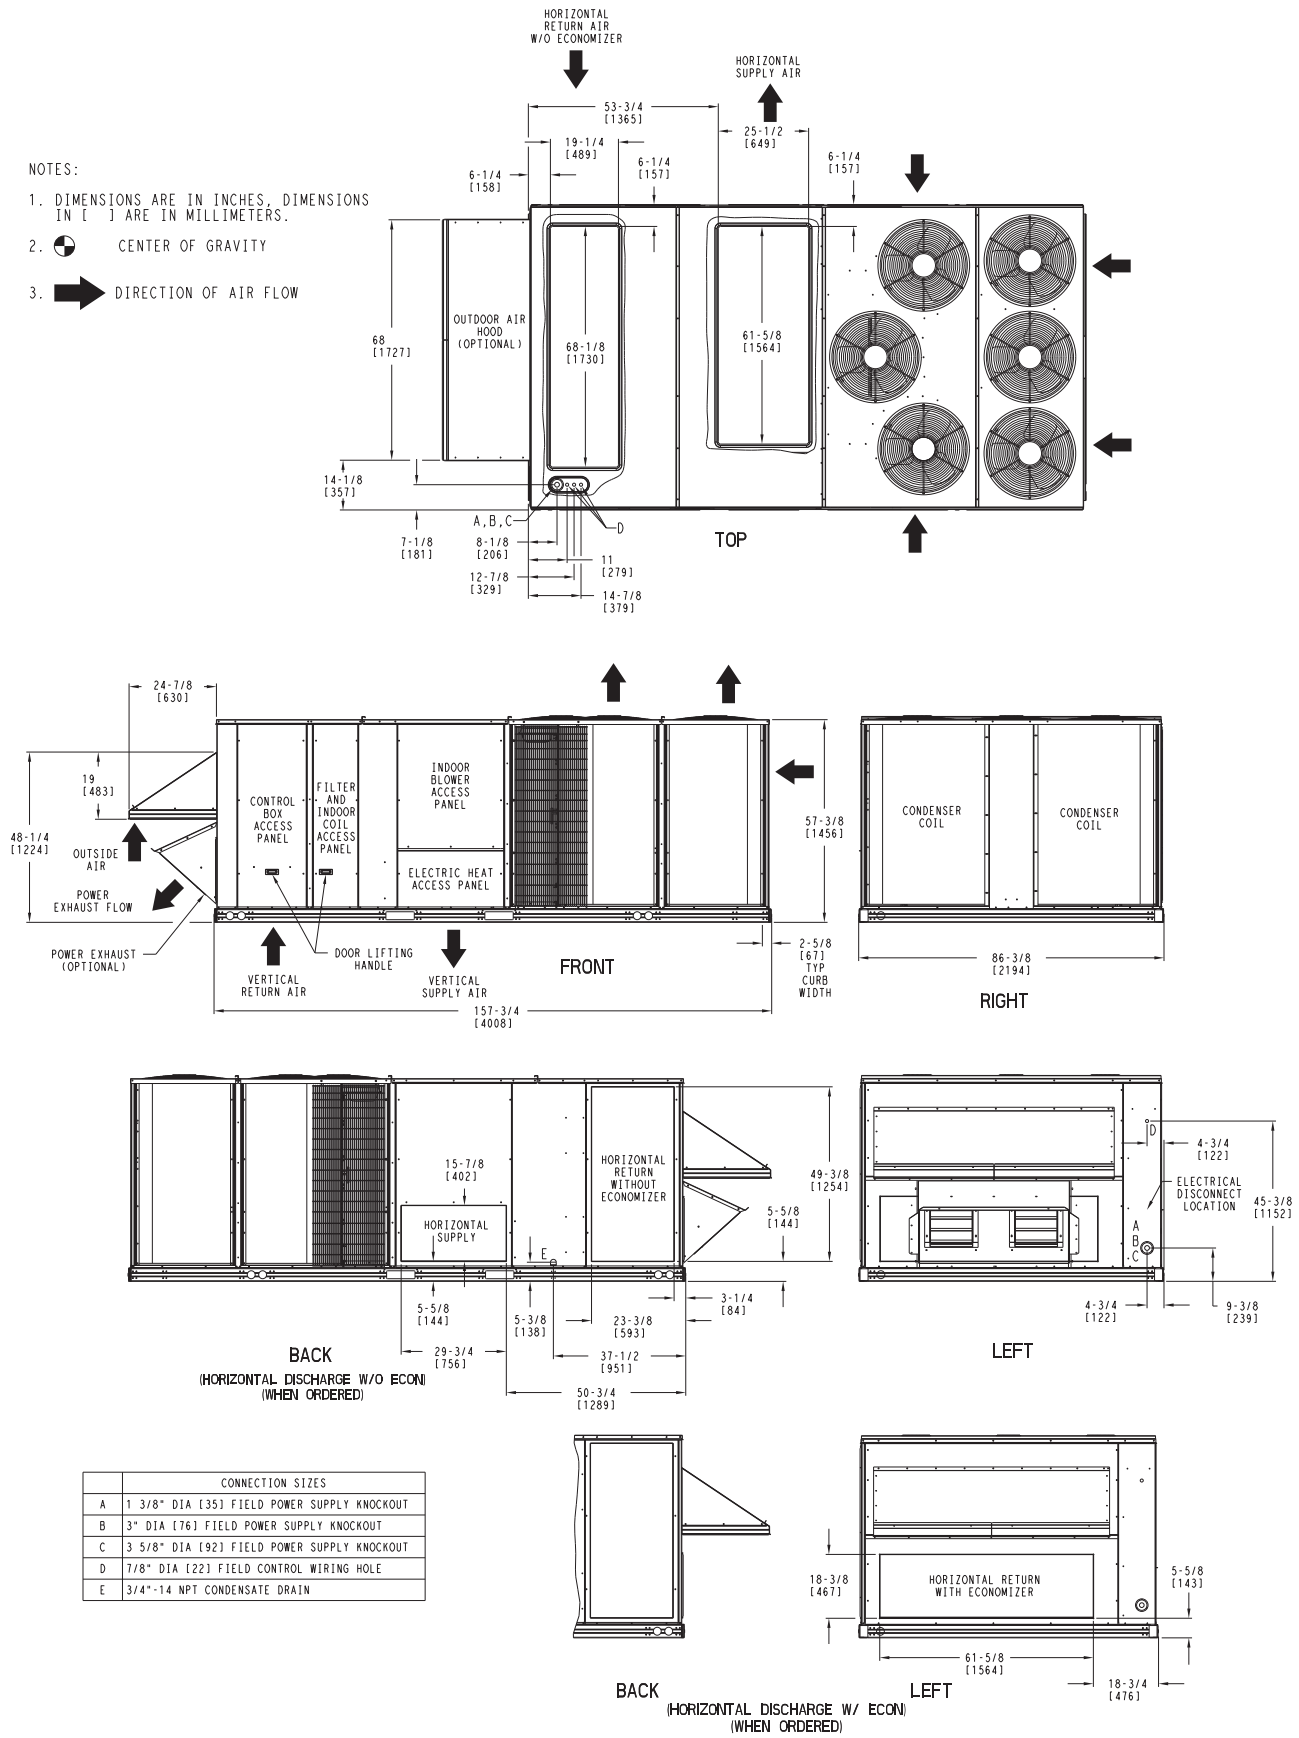 HORIZONTAL
RETURN AIR
W/O ECONOMIZER
HORIZONTAL
SUPPLY AIR
53-3/4
[1365]
25-1/2
[649]
19-1/4
[489]
6-1/4
[157]
6-1/4
[157]
6-1/4
[158]
NOTES:
1. DIMENSIONS ARE IN INCHES, DIMENSIONS
IN [ ] ARE IN MILLIMETERS.
2. CENTER OF GRAVITY
3. DIRECTION OF AIR FLOW
OUTDOOR AIR
HOOD
(OPTIONAL)
68
[1727]
68-1/8
[1730]
61-5/8
[1564]
14-1/8
[357]
A,B,C
D
7-1/8
[181]
8-1/8
[206]
11
[279]
12-7/8
[329]
14-7/8
[379]
TOP
24-7/8
[630]
19
[483]
48-1/4
[1224]
OUTSIDE
AIR
POWER
EXHAUST FLOW
POWER EXHAUST
(OPTIONAL)
CONTROL
BOX
ACCESS
PANEL
FILTER
AND
INDOOR
COIL
ACCESS
PANEL
INDOOR
BLOWER
ACCESS
PANEL
ELECTRIC HEAT
ACCESS PANEL
DOOR LIFTING
HANDLE
VERTICAL
RETURN AIR
VERTICAL
SUPPLY AIR
57-3/8
[1456]
2-5/8
[67]
TYP
CURB
WIDTH
FRONT
157-3/4
[4008]
CONDENSER
COIL
CONDENSER
COIL
86-3/8
[2194]
RIGHT
15-7/8
[402]
HORIZONTAL
SUPPLY
HORIZONTAL
RETURN
WITHOUT
ECONOMIZER
E
49-3/8
[1254]
5-5/8
[144]
5-5/8
[144]
5-3/8
[138]
3-1/4
[84]
23-3/8
[593]
29-3/4
[756]
37-1/2
[951]
50-3/4
[1289]
BACK
(HORIZONTAL DISCHARGE W/O ECON)
(WHEN ORDERED)
D
4-3/4
[122]
ELECTRICAL
DISCONNECT
LOCATION
45-3/8
[1152]
A
B
C
4-3/4
[122]
9-3/8
[239]
LEFT
CONNECTION SIZES
A 1 3/8" DIA [35] FIELD POWER SUPPLY KNOCKOUT
B 3" DIA [76] FIELD POWER SUPPLY KNOCKOUT
C 3 5/8" DIA [92] FIELD POWER SUPPLY KNOCKOUT
D 7/8" DIA [22] FIELD CONTROL WIRING HOLE
E 3/4"-14 NPT CONDENSATE DRAIN
18-3/8
[467]
HORIZONTAL RETURN
WITH ECONOMIZER
5-5/8
[143]
61-5/8
[1564]
18-3/4
[476]
BACK
LEFT
(HORIZONTAL DISCHARGE W/ ECON)
(WHEN ORDERED)